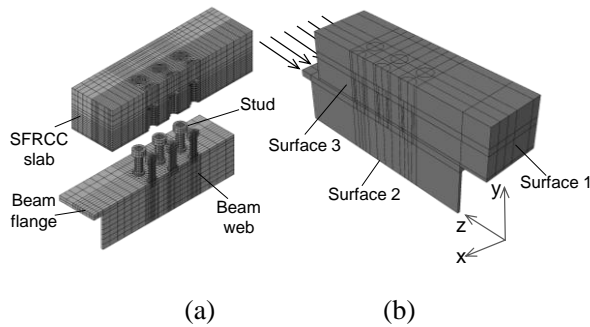 Stud
SFRCC
slab
Beam
flange
Beam
web
Surface 3
Surface 2
Surface 1
y
z
x
(a)
(b)